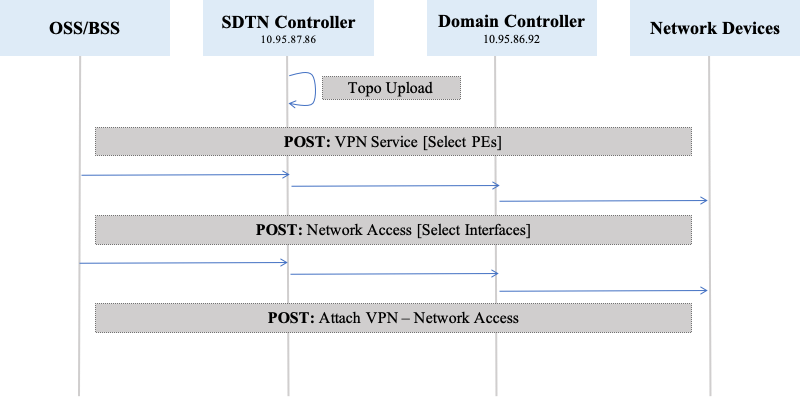 OSS/BSS
SDTN Controller
10.95.87.86
Domain Controller
10.95.86.92
Network Devices
Topo Upload
POST: VPN Service [Select PEs]
POST: Network Access [Select Interfaces]
POST: Attach VPN – Network Access